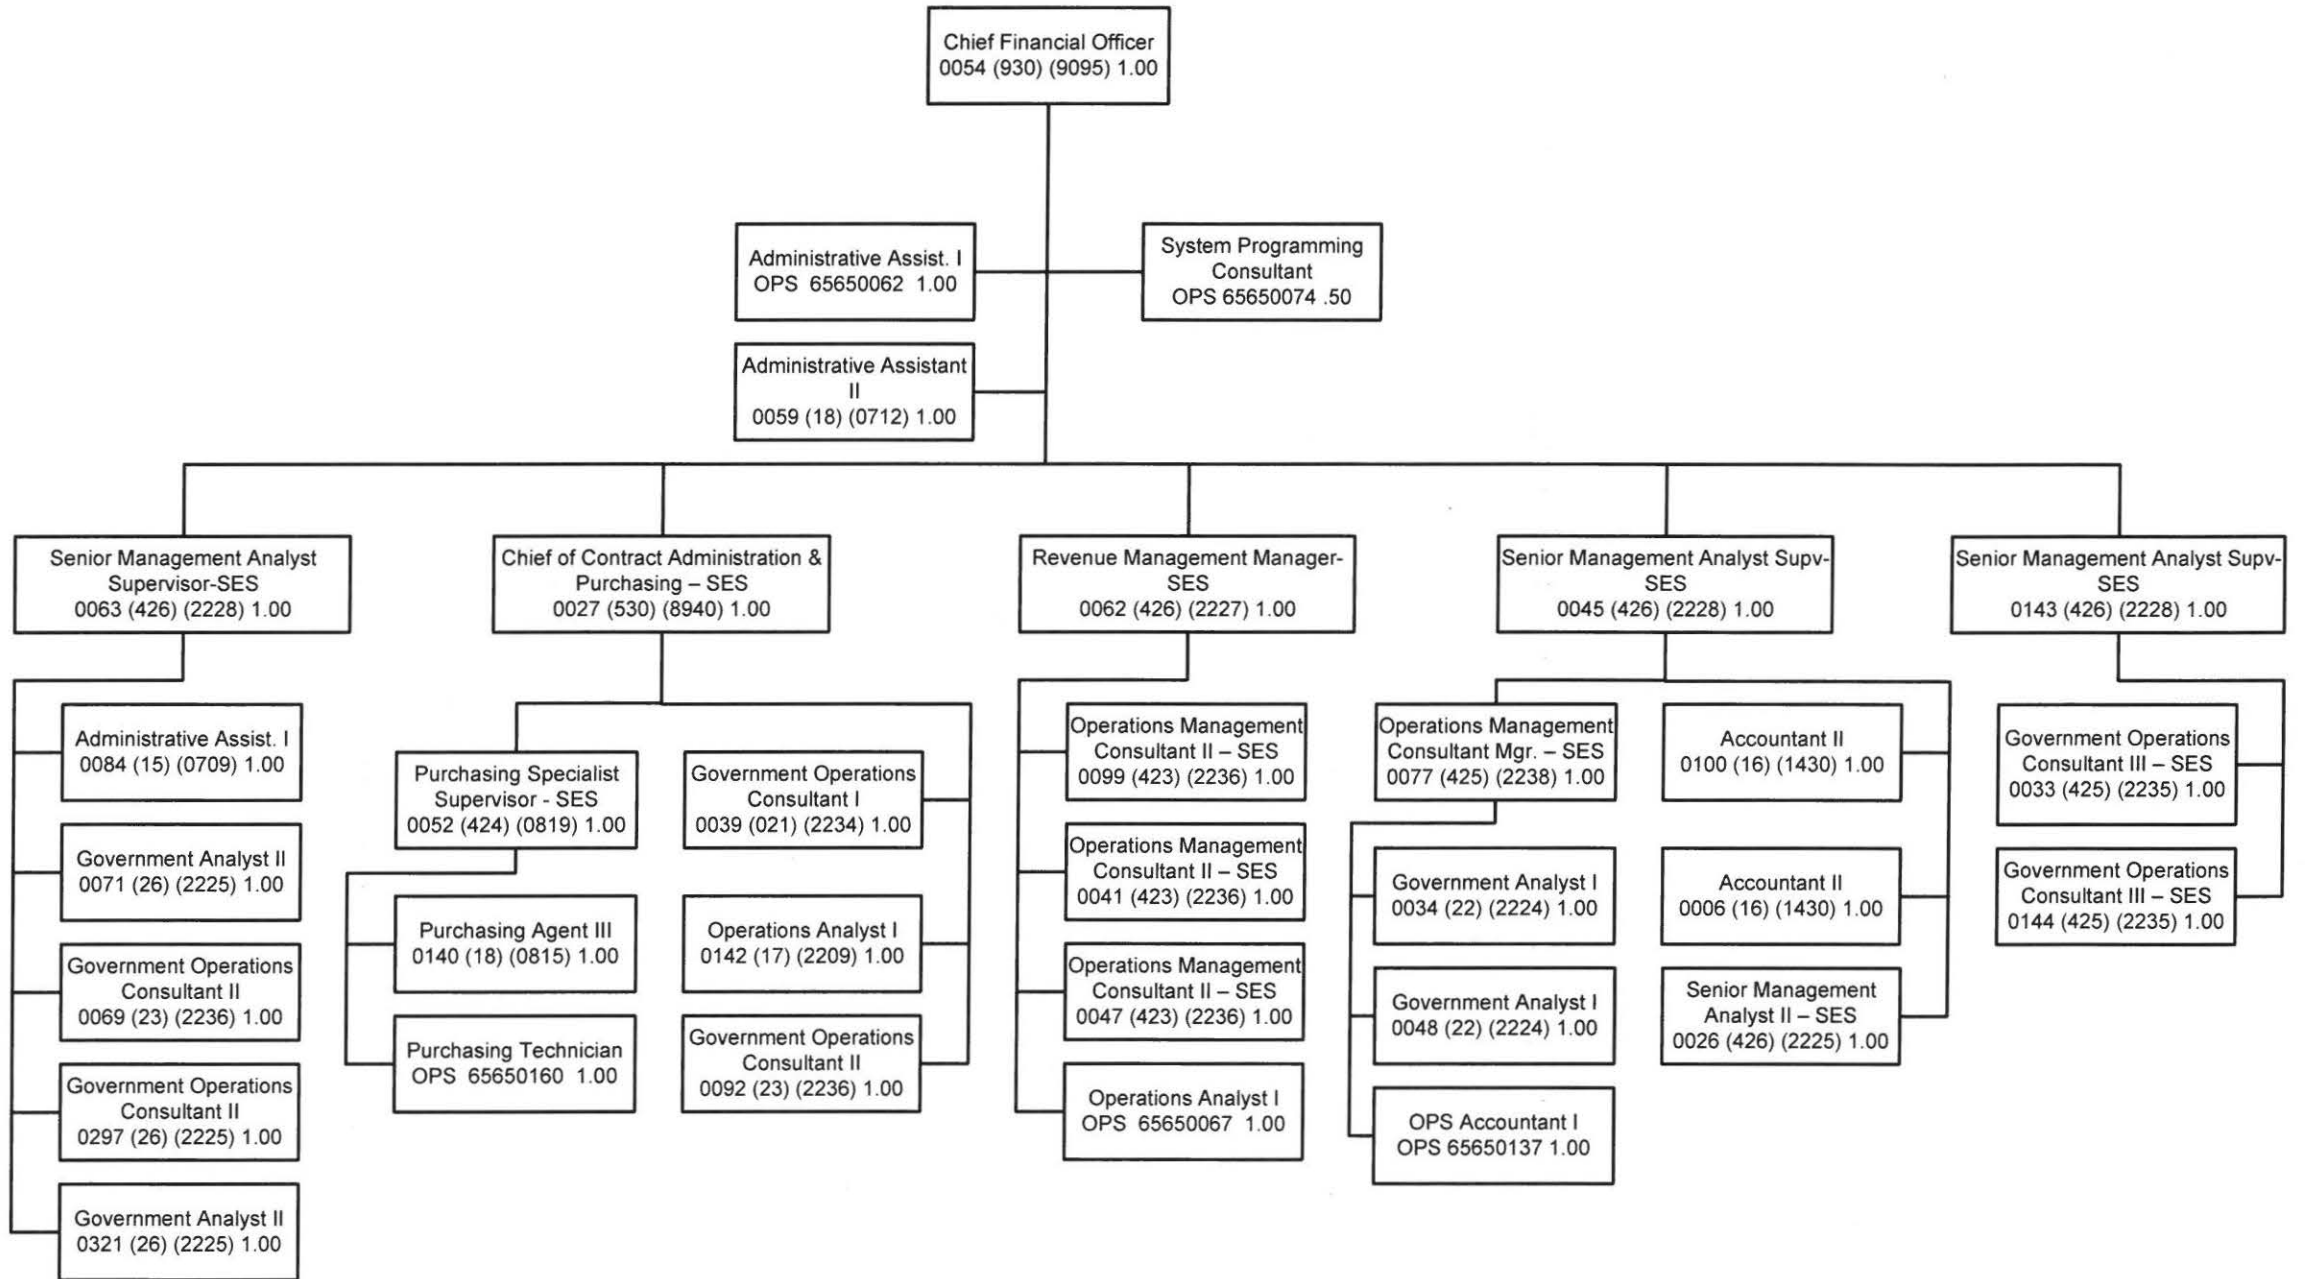 Chief Financial Officer
0054 (930) (9095) 1.00
Administrative Assist. I
OPS 65650062 1.00
System Programming
Consultant
OPS 65650074 .50
Administrative Assistant
II
0059 (18) (0712) 1.00
Senior Management Analyst
Supervisor-SES
0063 (426) (2228) 1.00
Chief of Contract Administration &
Purchasing – SES
0027 (530) (8940) 1.00
Revenue Management Manager-
SES
0062 (426) (2227) 1.00
Senior Management Analyst Supv-
SES
0045 (426) (2228) 1.00
Senior Management Analyst Supv-
SES
0143 (426) (2228) 1.00
Administrative Assist. I
0084 (15) (0709) 1.00
Government Analyst II
0071 (26) (2225) 1.00
Government Operations
Consultant II
0069 (23) (2236) 1.00
Government Operations
Consultant II
0297 (26) (2225) 1.00
Government Analyst II
0321 (26) (2225) 1.00
Purchasing Specialist
Supervisor - SES
0052 (424) (0819) 1.00
Purchasing Agent III
0140 (18) (0815) 1.00
Purchasing Technician
OPS 65650160 1.00
Government Operations
Consultant I
0039 (021) (2234) 1.00
Operations Analyst I
0142 (17) (2209) 1.00
Government Operations
Consultant II
0092 (23) (2236) 1.00
Operations Management
Consultant II – SES
0099 (423) (2236) 1.00
Operations Management
Consultant II – SES
0041 (423) (2236) 1.00
Operations Management
Consultant II – SES
0047 (423) (2236) 1.00
Operations Analyst I
OPS 65650067 1.00
Operations Management
Consultant Mgr. – SES
0077 (425) (2238) 1.00
Government Analyst I
0034 (22) (2224) 1.00
Government Analyst I
0048 (22) (2224) 1.00
OPS Accountant I
OPS 65650137 1.00
Accountant II
0100 (16) (1430) 1.00
Accountant II
0006 (16) (1430) 1.00
Senior Management
Analyst II – SES
0026 (426) (2225) 1.00
Government Operations
Consultant III – SES
0033 (425) (2235) 1.00
Government Operations
Consultant III – SES
0144 (425) (2235) 1.00